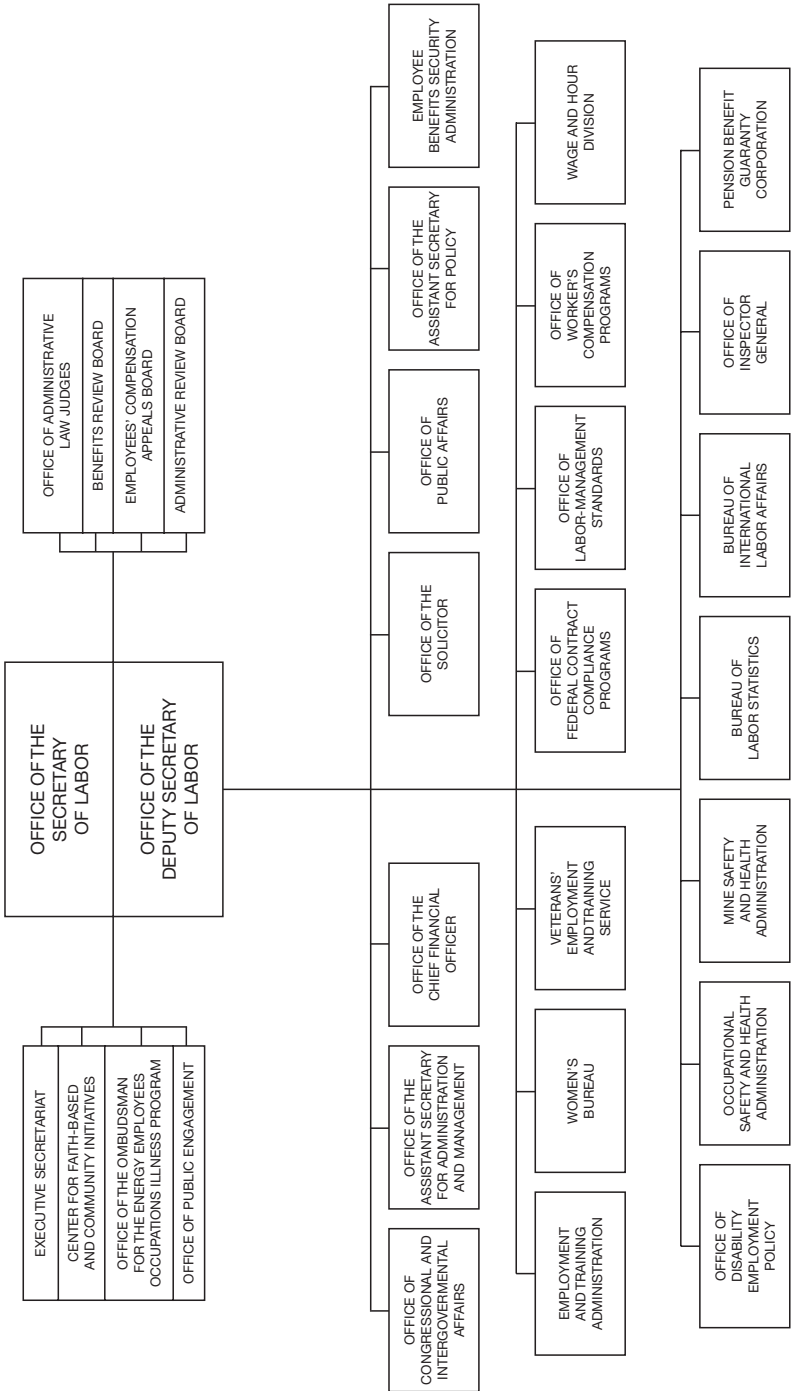 OFFICE OF THE
SECRETARY
OF LABOR
OFFICE OF THE
DEPUTY SECRETARY
OF LABOR
EXECUTIVE SECRETARIAT
CENTER FOR FAITH-BASED
AND COMMUNITY INITIATIVES
OFFICE OF THE OMBUDSMAN
FOR THE ENERGY EMPLOYEES
OCCUPATIONS ILLNESS PROGRAM
OFFICE OF PUBLIC ENGAGEMENT
OFFICE OF ADMINISTRATIVE
LAW JUDGES
BENEFITS REVIEW BOARD
EMPLOYEES' COMPENSATION
APPEALS BOARD
ADMINISTRATIVE REVIEW BOARD
OFFICE OF
CONGRESSIONAL AND
INTERGOVERMENTAL
AFFAIRS
OFFICE OF THE
ASSISTANT SECRETARY
FOR ADMINISTRATION
AND MANAGEMENT
OFFICE OF THE
CHIEF FINANCIAL
OFFICER
OFFICE OF THE
SOLICITOR
OFFICE OF
PUBLIC AFFAIRS
OFFICE OF THE
ASSISTANT SECRETARY
FOR POLICY
EMPLOYEE
BENEFITS SECURITY
ADMINISTRATION
EMPLOYMENT
AND TRAINING
ADMINISTRATION
WOMEN'S
BUREAU
VETERANS'
EMPLOYMENT
AND TRAINING
SERVICE
OFFICE OF
FEDERAL CONTRACT
COMPLIANCE
PROGRAMS
OFFICE OF
LABOR-MANAGEMENT
STANDARDS
OFFICE OF
WORKER'S
COMPENSATION
PROGRAMS
WAGE AND HOUR
DIVISION
OFFICE OF
DISABILITY
EMPLOYMENT
POLICY
OCCUPATIONAL
SAFETY AND HEALTH
ADMINISTRATION
MINE SAFETY
AND HEALTH
ADMINISTRATION
BUREAU OF
LABOR STATISTICS
BUREAU OF
INTERNATIONAL
LABOR AFFAIRS
OFFICE OF
INSPECTOR
GENERAL
PENSION BENEFIT
GUARANTY
CORPORATION